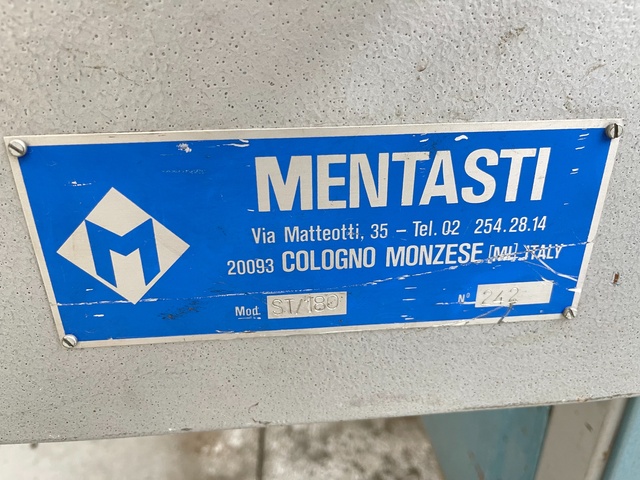 MENTASTI
Via Matteotti, 35 – Tel. 02 254.28.14
20093 COLOGNO MONZESE [MI] ITALY
M
Mod. ST/180
N° 242